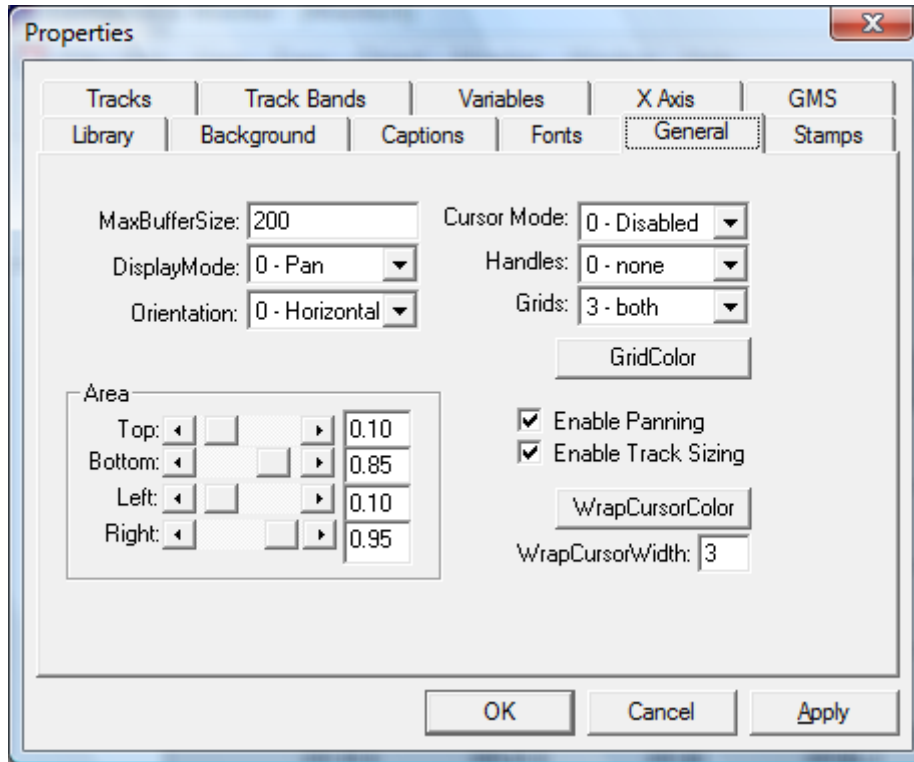 Properties
Tracks Track Bands Variables X Axis GMS
Library Background Captions Fonts General Stamps
MaxBufferSize: 200 Cursor Mode: 0 - Disabled
DisplayMode: 0 - Pan Handles: 0 - none
Orientation: 0 - Horizontal Grids: 3 - both
GridColor
Area
Top: 0.10
Bottom: 0.85
Left: 0.10
Right: 0.95
Enable Panning
Enable Track Sizing
WrapCursorColor
WrapCursorWidth: 3
OK Cancel Apply